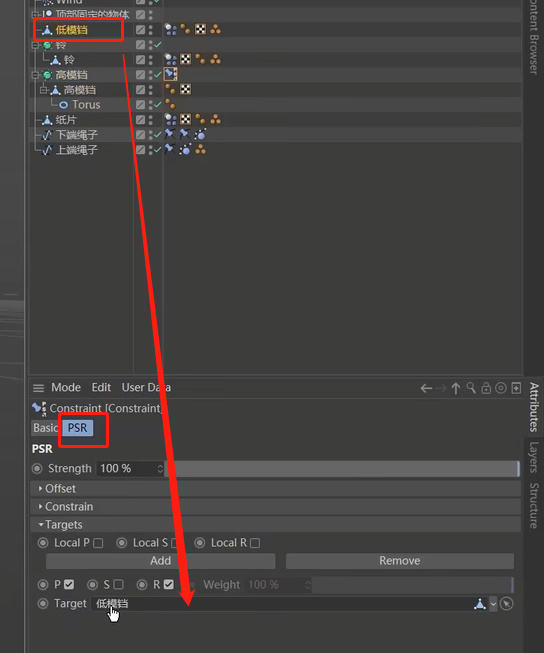 Wind
顶部固定的物体
低模铛
铃
铃
高模铛
高模铛
Torus
纸片
下端绳子
上端绳子
Content Browser
Mode Edit User Data
Constraint [Constraint]
Basic PSR
PSR
Strength 100 %
Offset
Constrain
Targets
Local P Local S Local R
Add Remove
P S R Weight 100 %
Target 低模铛
Attributes
Layers
Structure